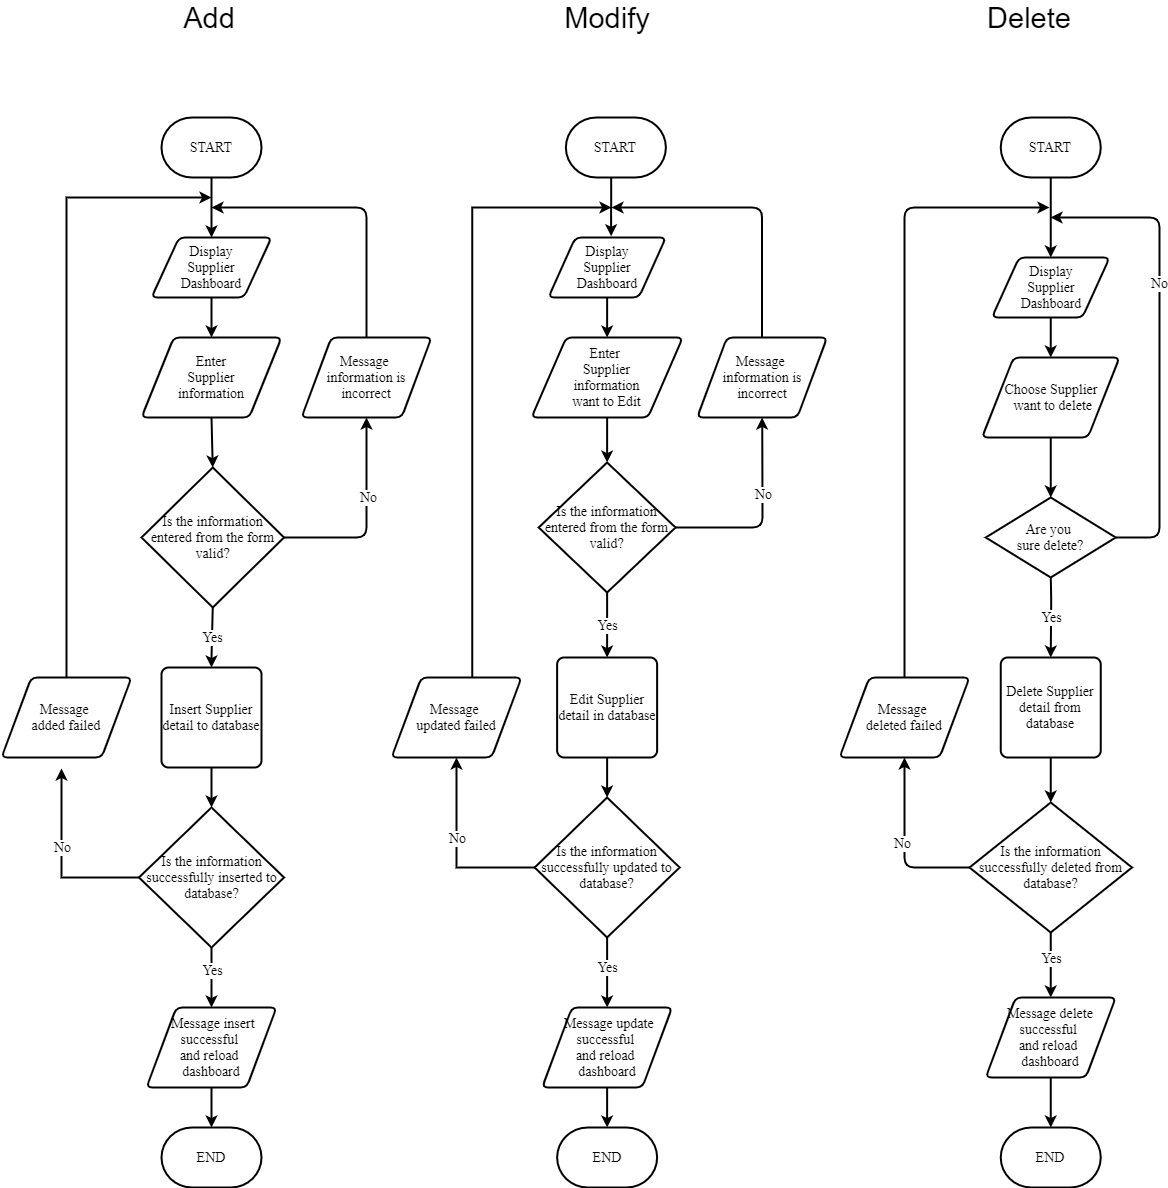 Add
START
Display
Supplier
Dashboard
Enter
Supplier
information
Message
information is
incorrect
Is the information
entered from the form
valid?
No
Yes
Insert Supplier
detail to database
Message
added failed
Is the information
successfully inserted to
database?
No
Yes
Message insert
successful
and reload
dashboard
END
Modify
START
Display
Supplier
Dashboard
Enter
Supplier
information
want to Edit
Message
information is
incorrect
Is the information
entered from the form
valid?
No
Yes
Edit Supplier
detail in database
Message
updated failed
Is the information
successfully updated to
database?
No
Yes
Message update
successful
and reload
dashboard
END
Delete
START
Display
Supplier
Dashboard
Choose Supplier
want to delete
Are you
sure delete?
No
Yes
Delete Supplier
detail from
database
Message
deleted failed
Is the information
successfully deleted from
database?
No
Yes
Message delete
successful
and reload
dashboard
END